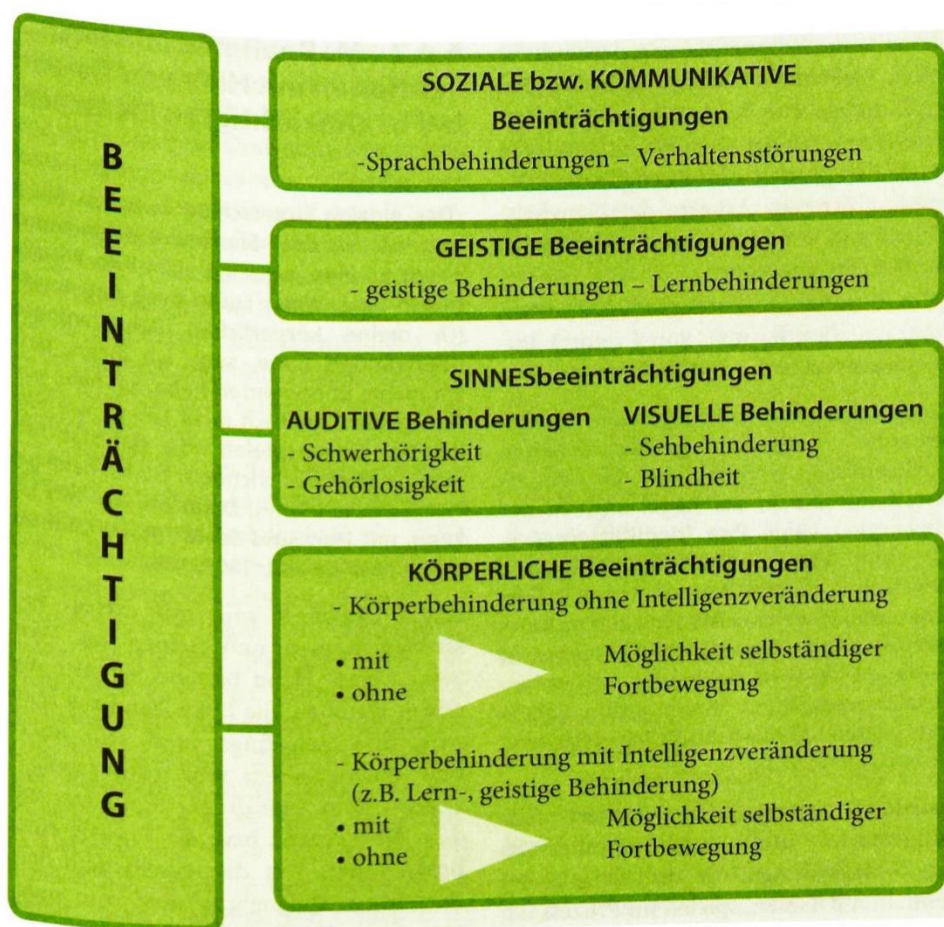 BEEINTRÄCHTIGUNG
SOZIALE bzw. KOMMUNIKATIVE
Beeinträchtigungen
-Sprachbehinderungen – Verhaltensstörungen
GEISTIGE Beeinträchtigungen
- geistige Behinderungen – Lernbehinderungen
SINNESbeeinträchtigungen
AUDITIVE Behinderungen
- Schwerhörigkeit
- Gehörlosigkeit
VISUELLE Behinderungen
- Sehbehinderung
- Blindheit
KÖRPERLICHE Beeinträchtigungen
- Körperbehinderung ohne Intelligenzveränderung
• mit
• ohne
Möglichkeit selbständiger
Fortbewegung
- Körperbehinderung mit Intelligenzveränderung
(z.B. Lern-, geistige Behinderung)
• mit
• ohne
Möglichkeit selbständiger
Fortbewegung